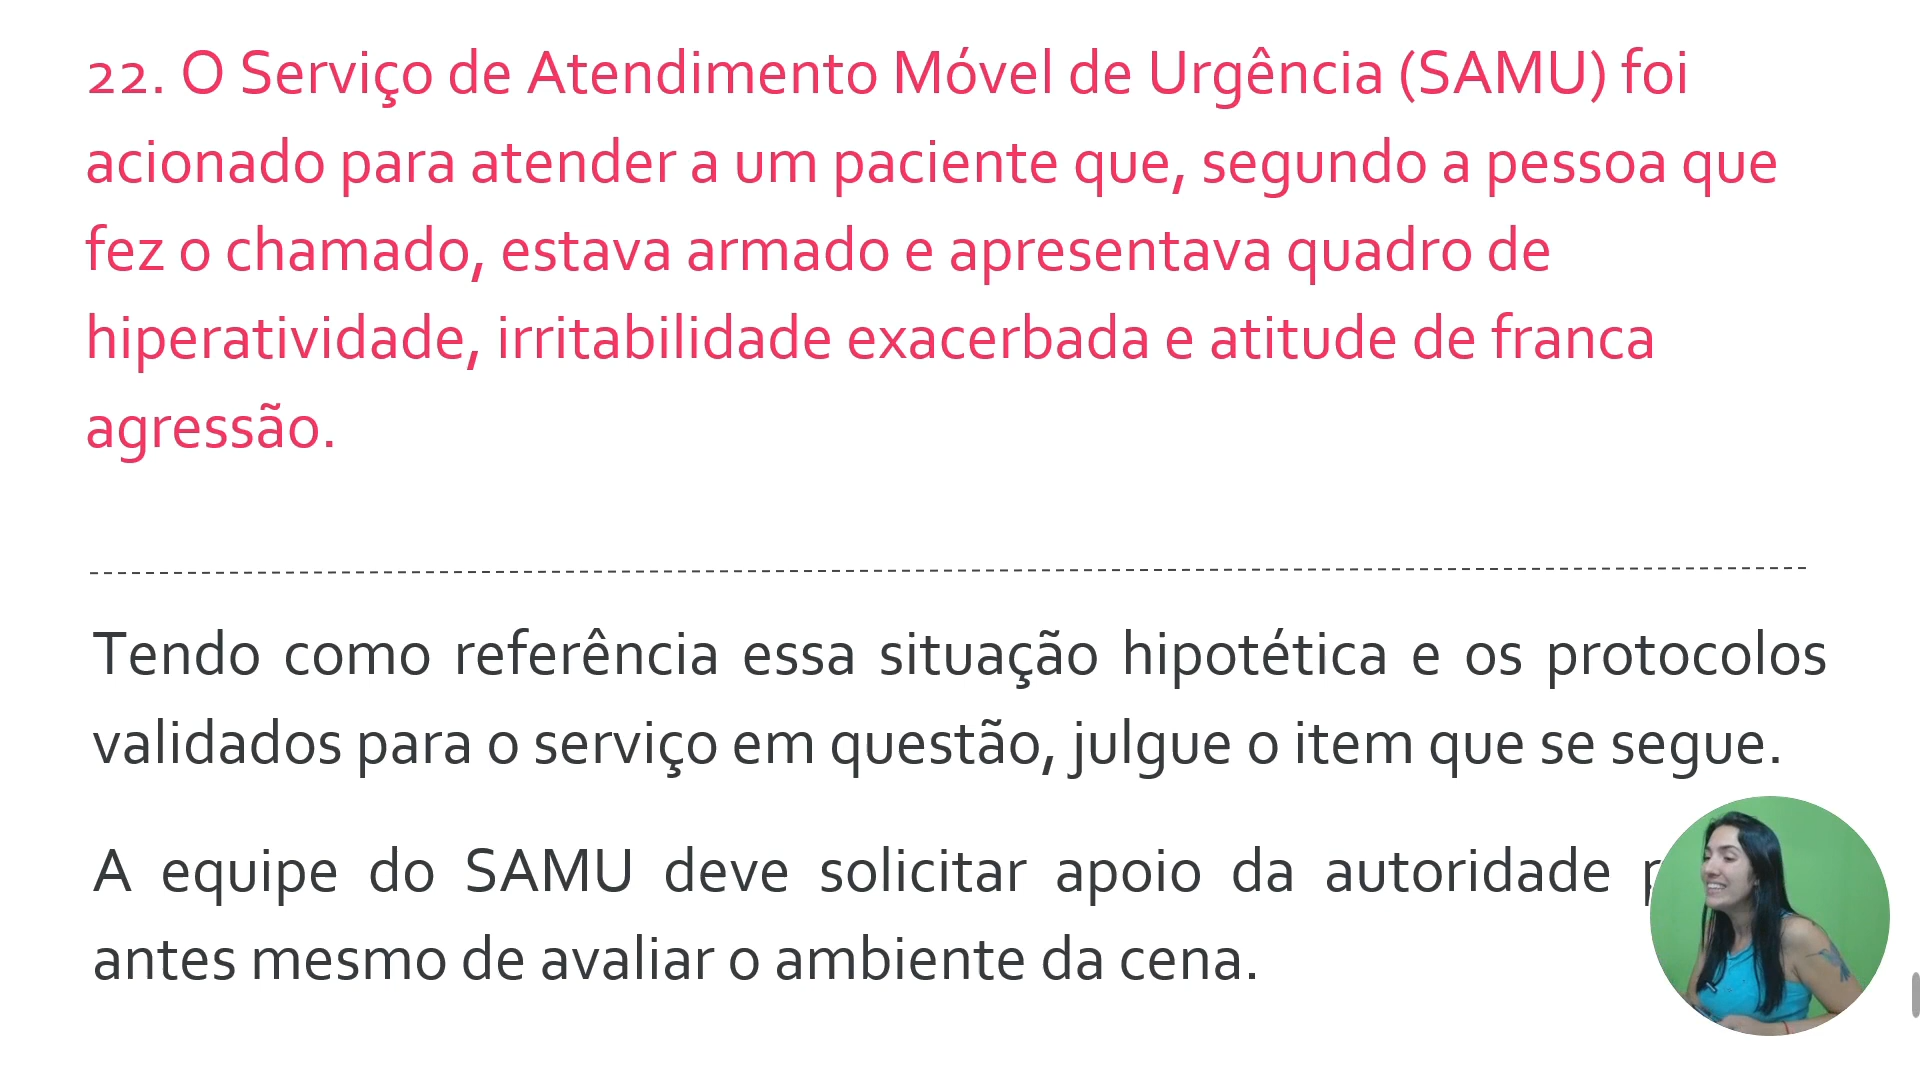 22. O Serviço de Atendimento Móvel de Urgência (SAMU) foi
acionado para atender a um paciente que, segundo a pessoa que
fez o chamado, estava armado e apresentava quadro de
hiperatividade, irritabilidade exacerbada e atitude de franca
agressão.
Tendo como referência essa situação hipotética e os protocolos
validados para o serviço em questão, julgue o item que se segue.
A equipe do SAMU deve solicitar apoio da autoridade
antes mesmo de avaliar o ambiente da cena.